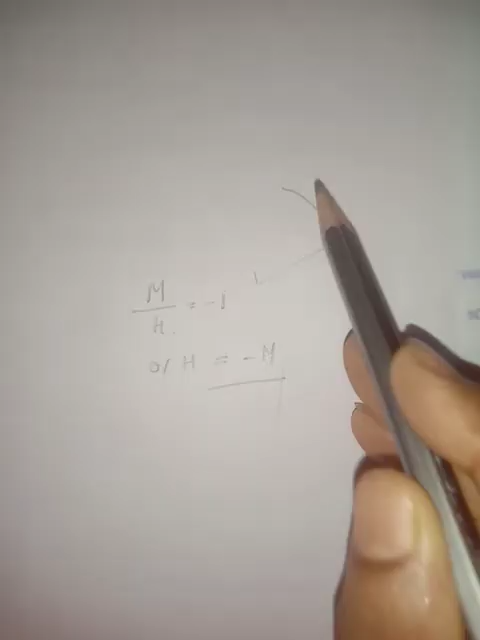 M
H
= -1
or H = -M